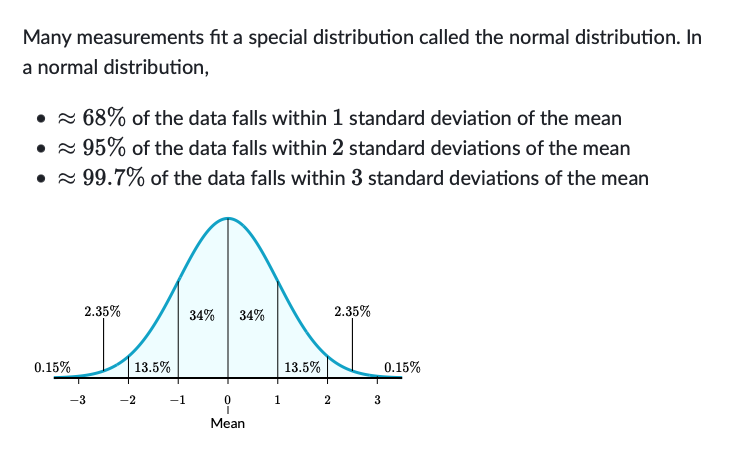 Many measurements fit a special distribution called the normal distribution. In
a normal distribution,
• ≈ 68% of the data falls within 1 standard deviation of the mean
• ≈ 95% of the data falls within 2 standard deviations of the mean
• ≈ 99.7% of the data falls within 3 standard deviations of the mean
2.35% 34% 34% 2.35%
0.15% 13.5% 13.5% 0.15%
−3 −2 −1 0 1 2 3
Mean